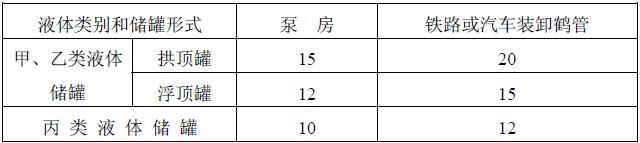 液体类别和储罐形式 泵 房 铁路或汽车装卸鹤管
甲、乙类液体储罐 拱顶罐 15 20
浮顶罐 12 15
丙 类 液 体 储 罐 10 12